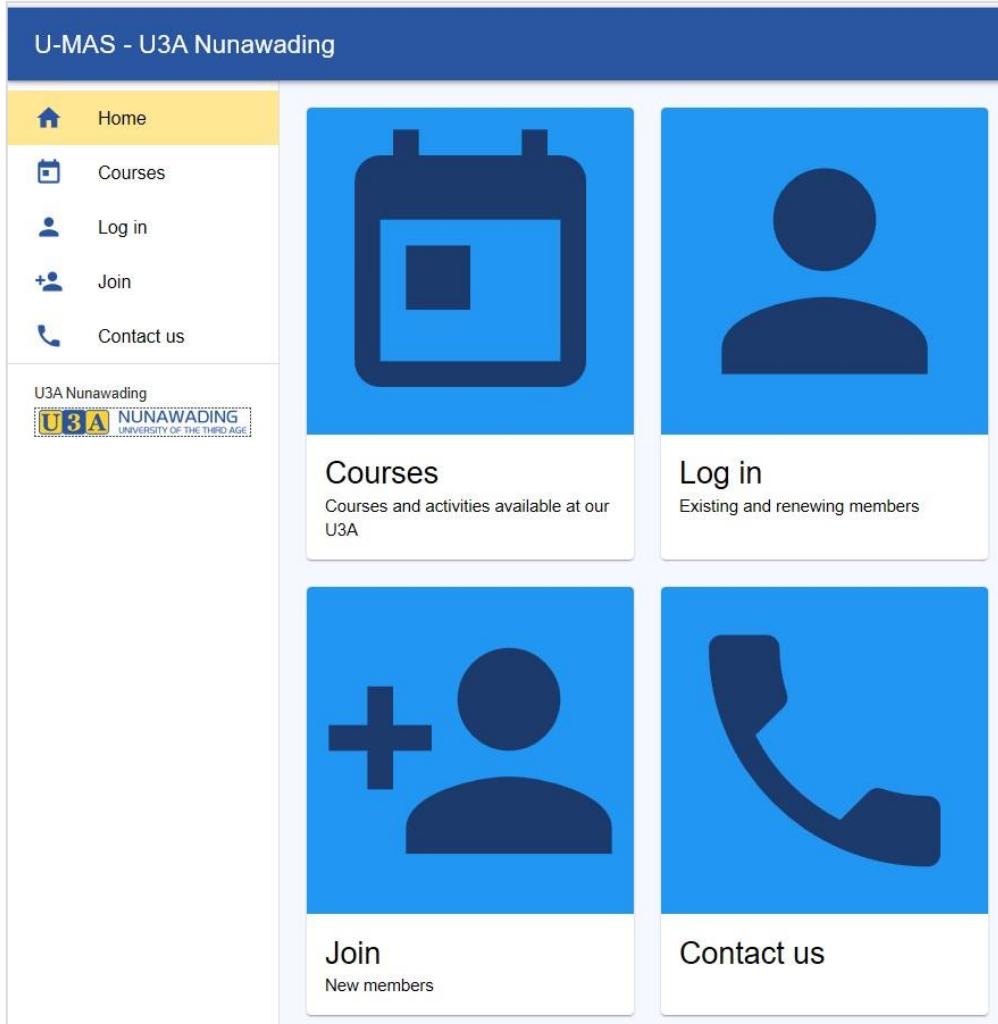 U-MAS - U3A Nunawading
Home
Courses
Log in
Join
Contact us
U3A Nunawading
U3A NUNAWADING
UNIVERSITY OF THE THIRD AGE
Courses
Courses and activities available at our
U3A
Log in
Existing and renewing members
Join
New members
Contact us